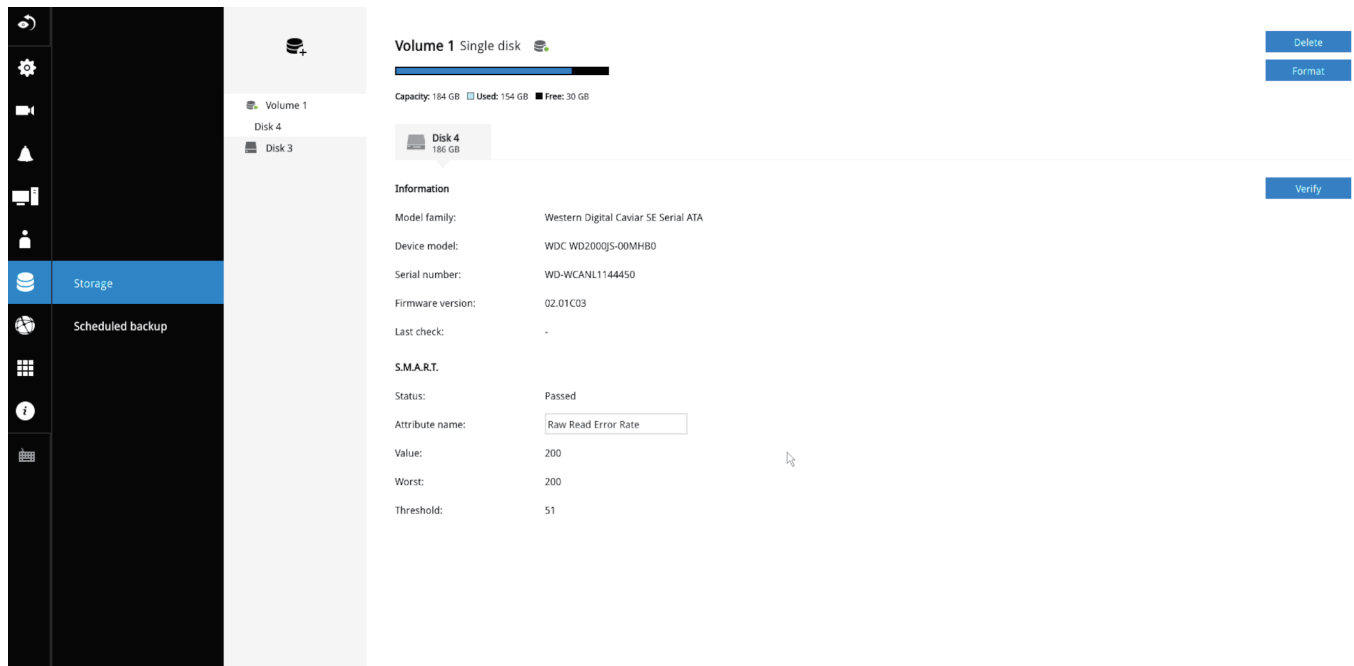 Volume 1 Single disk
Delete
Format
Capacity: 184 GB Used: 154 GB Free: 30 GB
Volume 1
Disk 4
Disk 3
Disk 4
186 GB
Information
Verify
Model family: Western Digital Caviar SE Serial ATA
Device model: WDC WD2000JS-00MHB0
Serial number: WD-WCANL1144450
Firmware version: 02.01C03
Last check: -
S.M.A.R.T.
Status: Passed
Attribute name: Raw Read Error Rate
Value: 200
Worst: 200
Threshold: 51
Storage
Scheduled backup